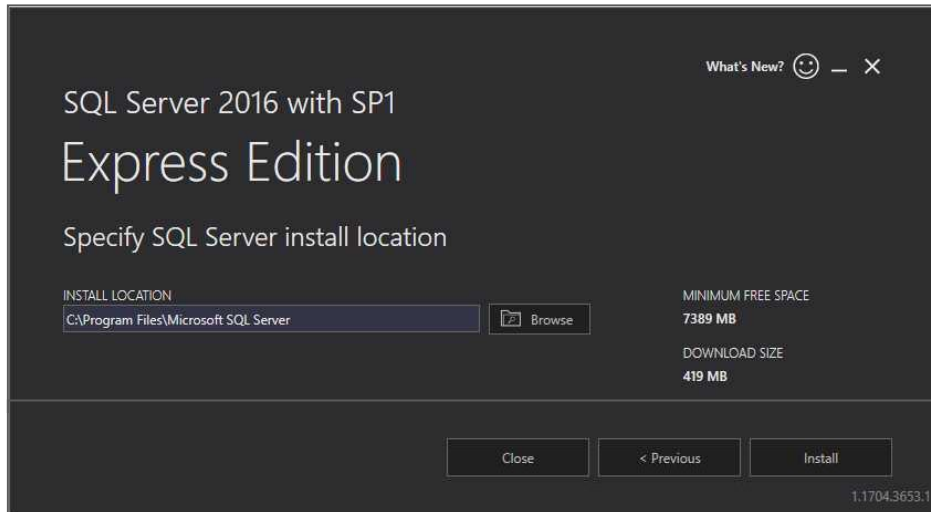 What's New?
SQL Server 2016 with SP1
Express Edition
Specify SQL Server install location
INSTALL LOCATION
C:\Program Files\Microsoft SQL Server
Browse
MINIMUM FREE SPACE
7389 MB
DOWNLOAD SIZE
419 MB
Close
< Previous
Install
1.1704.3653.1